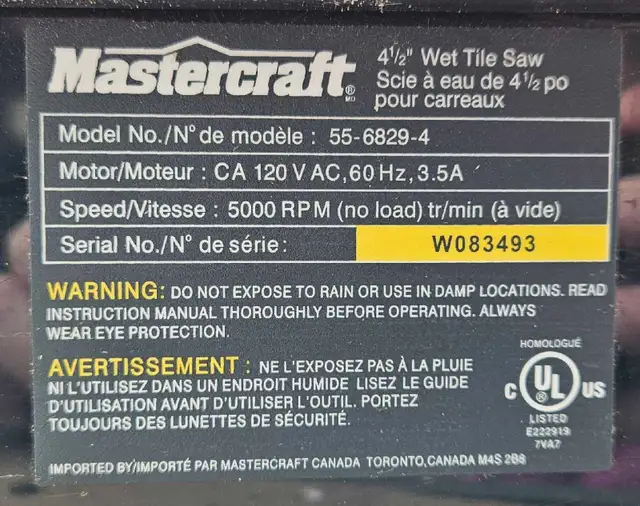 Mastercraft® MD
4½" Wet Tile Saw
Scie à eau de 4½ po
pour carreaux
Model No./N° de modèle : 55-6829-4
Motor/Moteur : CA 120 V AC, 60 Hz, 3.5A
Speed/Vitesse : 5000 RPM (no load) tr/min (à vide)
Serial No./N° de série : W083493
WARNING: DO NOT EXPOSE TO RAIN OR USE IN DAMP LOCATIONS. READ
INSTRUCTION MANUAL THOROUGHLY BEFORE OPERATING. ALWAYS
WEAR EYE PROTECTION.
AVERTISSEMENT : NE L'EXPOSEZ PAS À LA PLUIE
NI L'UTILISEZ DANS UN ENDROIT HUMIDE LISEZ LE GUIDE
D'UTILISATION AVANT D'UTILISER L'OUTIL. PORTEZ
TOUJOURS DES LUNETTES DE SÉCURITÉ.
HOMOLOGUÉ
C UL® US
LISTED
E222919
7VA7
IMPORTED BY/IMPORTÉ PAR MASTERCRAFT CANADA TORONTO, CANADA M4S 2B8